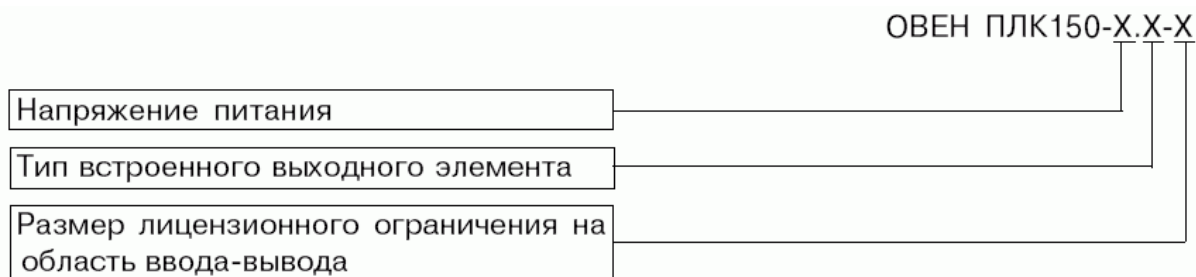 ОВЕН ПЛК150-Х.Х-Х
Напряжение питания
Тип встроенного выходного элемента
Размер лицензионного ограничения на
область ввода-вывода